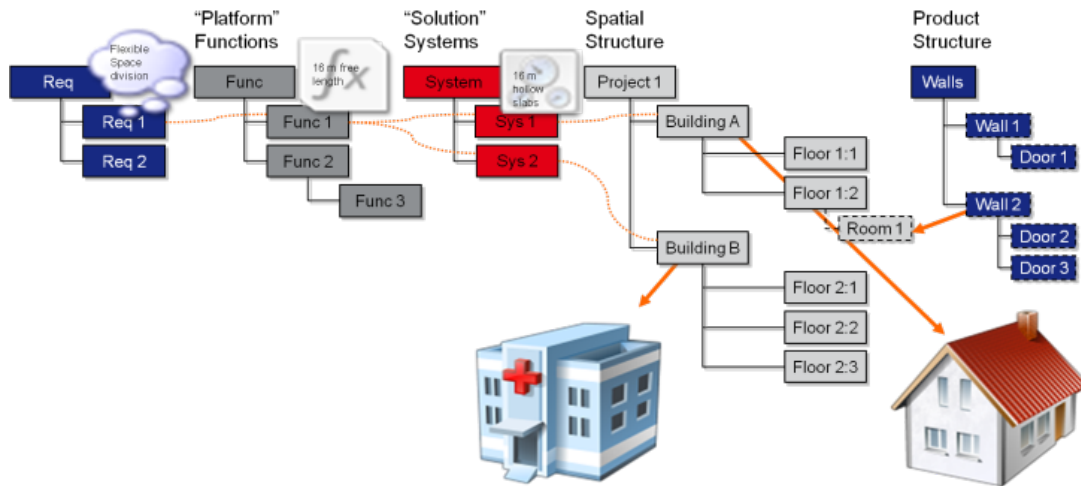 “Platform”
Functions
“Solution”
Systems
Spatial
Structure
Product
Structure
Flexible
Space
division
16 m free
length
16 m
hollow
slabs
Req
Func
System
Project 1
Walls
Req 1
Func 1
Sys 1
Building A
Wall 1
Req 2
Func 2
Sys 2
Floor 1:1
Door 1
Func 3
Floor 1:2
Wall 2
Room 1
Building B
Door 2
Door 3
Floor 2:1
Floor 2:2
Floor 2:3